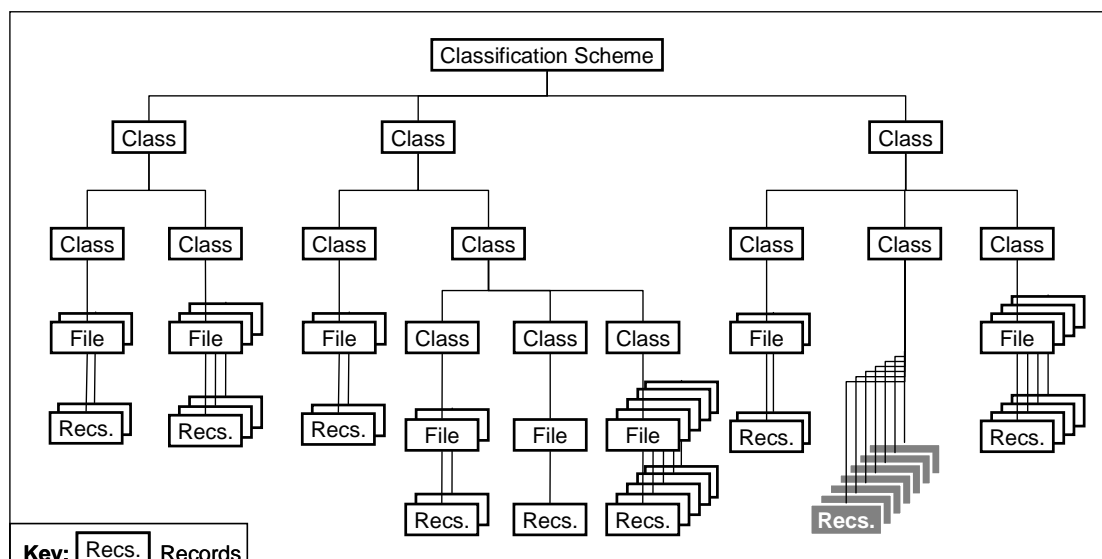 Classification Scheme
Class Class Class
Class Class Class Class Class Class Class
File File File Class Class Class File File
Recs. Recs. Recs. File File File Recs. Recs.
Recs. Recs. Recs. Recs.
Key: Recs. Records